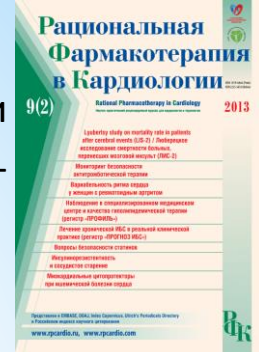 Рациональная
Фармакотерапия
в Кардиологии
9(2)
Rational Pharmacotherapy in Cardiology
2013
Lyubertsy study on mortality rate in patients
after cerebral events (LIS-2) / Люберецкое
исследование смертности больных,
перенесших мозговой инсульт (ЛИС-2)
Мониторинг безопасности
антитромботической терапии
Вариабельность ритма сердца
у женщин с ревматоидным артритом
Наблюдение в специализированном медицинском
центре и качество гиполипидемической терапии
(регистр «ПРОФИЛЬ»)
Лечение хронической ИБС в реальной клинической
практике (регистр «ПРОГНОЗ ИБС»)
Вопросы безопасности статинов
Инсулинорезистентность
и сосудистое старение
Миокардиальные цитопротекторы
при ишемической болезни сердца
www.rpcardio.ru, www.rpcardio.com
РФК